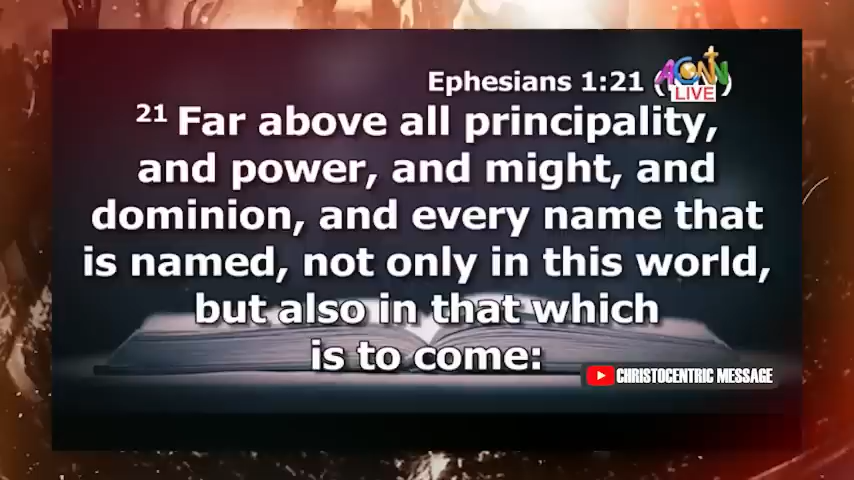 Ephesians 1:21 (
ACNN
LIVE
)
21 Far above all principality,
and power, and might, and
dominion, and every name that
is named, not only in this world,
but also in that which
is to come:
CHRISTOCENTRIC MESSAGE